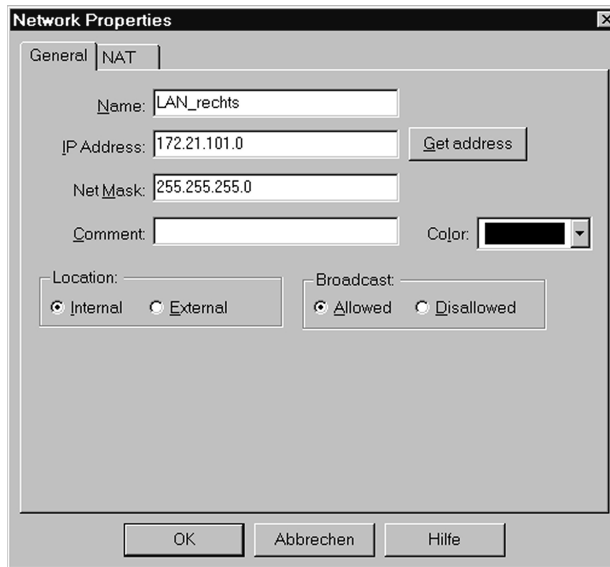 Network Properties
General NAT
Name: LAN_rechts
IP Address: 172.21.101.0 Get address
Net Mask: 255.255.255.0
Comment: Color:
Location: Broadcast:
Internal External Allowed Disallowed
OK Abbrechen Hilfe